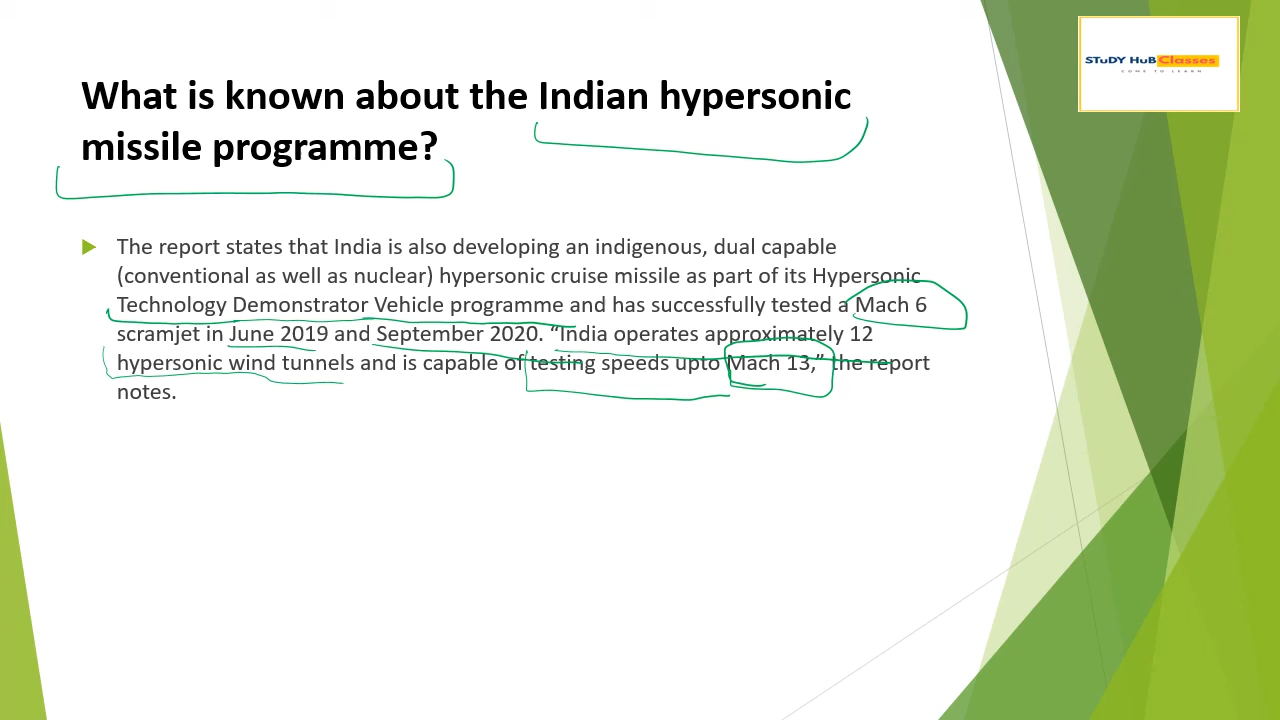 STuDY HuB Classes
COME TO LEARN
What is known about the Indian hypersonic
missile programme?
The report states that India is also developing an indigenous, dual capable
(conventional as well as nuclear) hypersonic cruise missile as part of its Hypersonic
Technology Demonstrator Vehicle programme and has successfully tested a Mach 6
scramjet in June 2019 and September 2020. “India operates approximately 12
hypersonic wind tunnels and is capable of testing speeds upto Mach 13,” the report
notes.